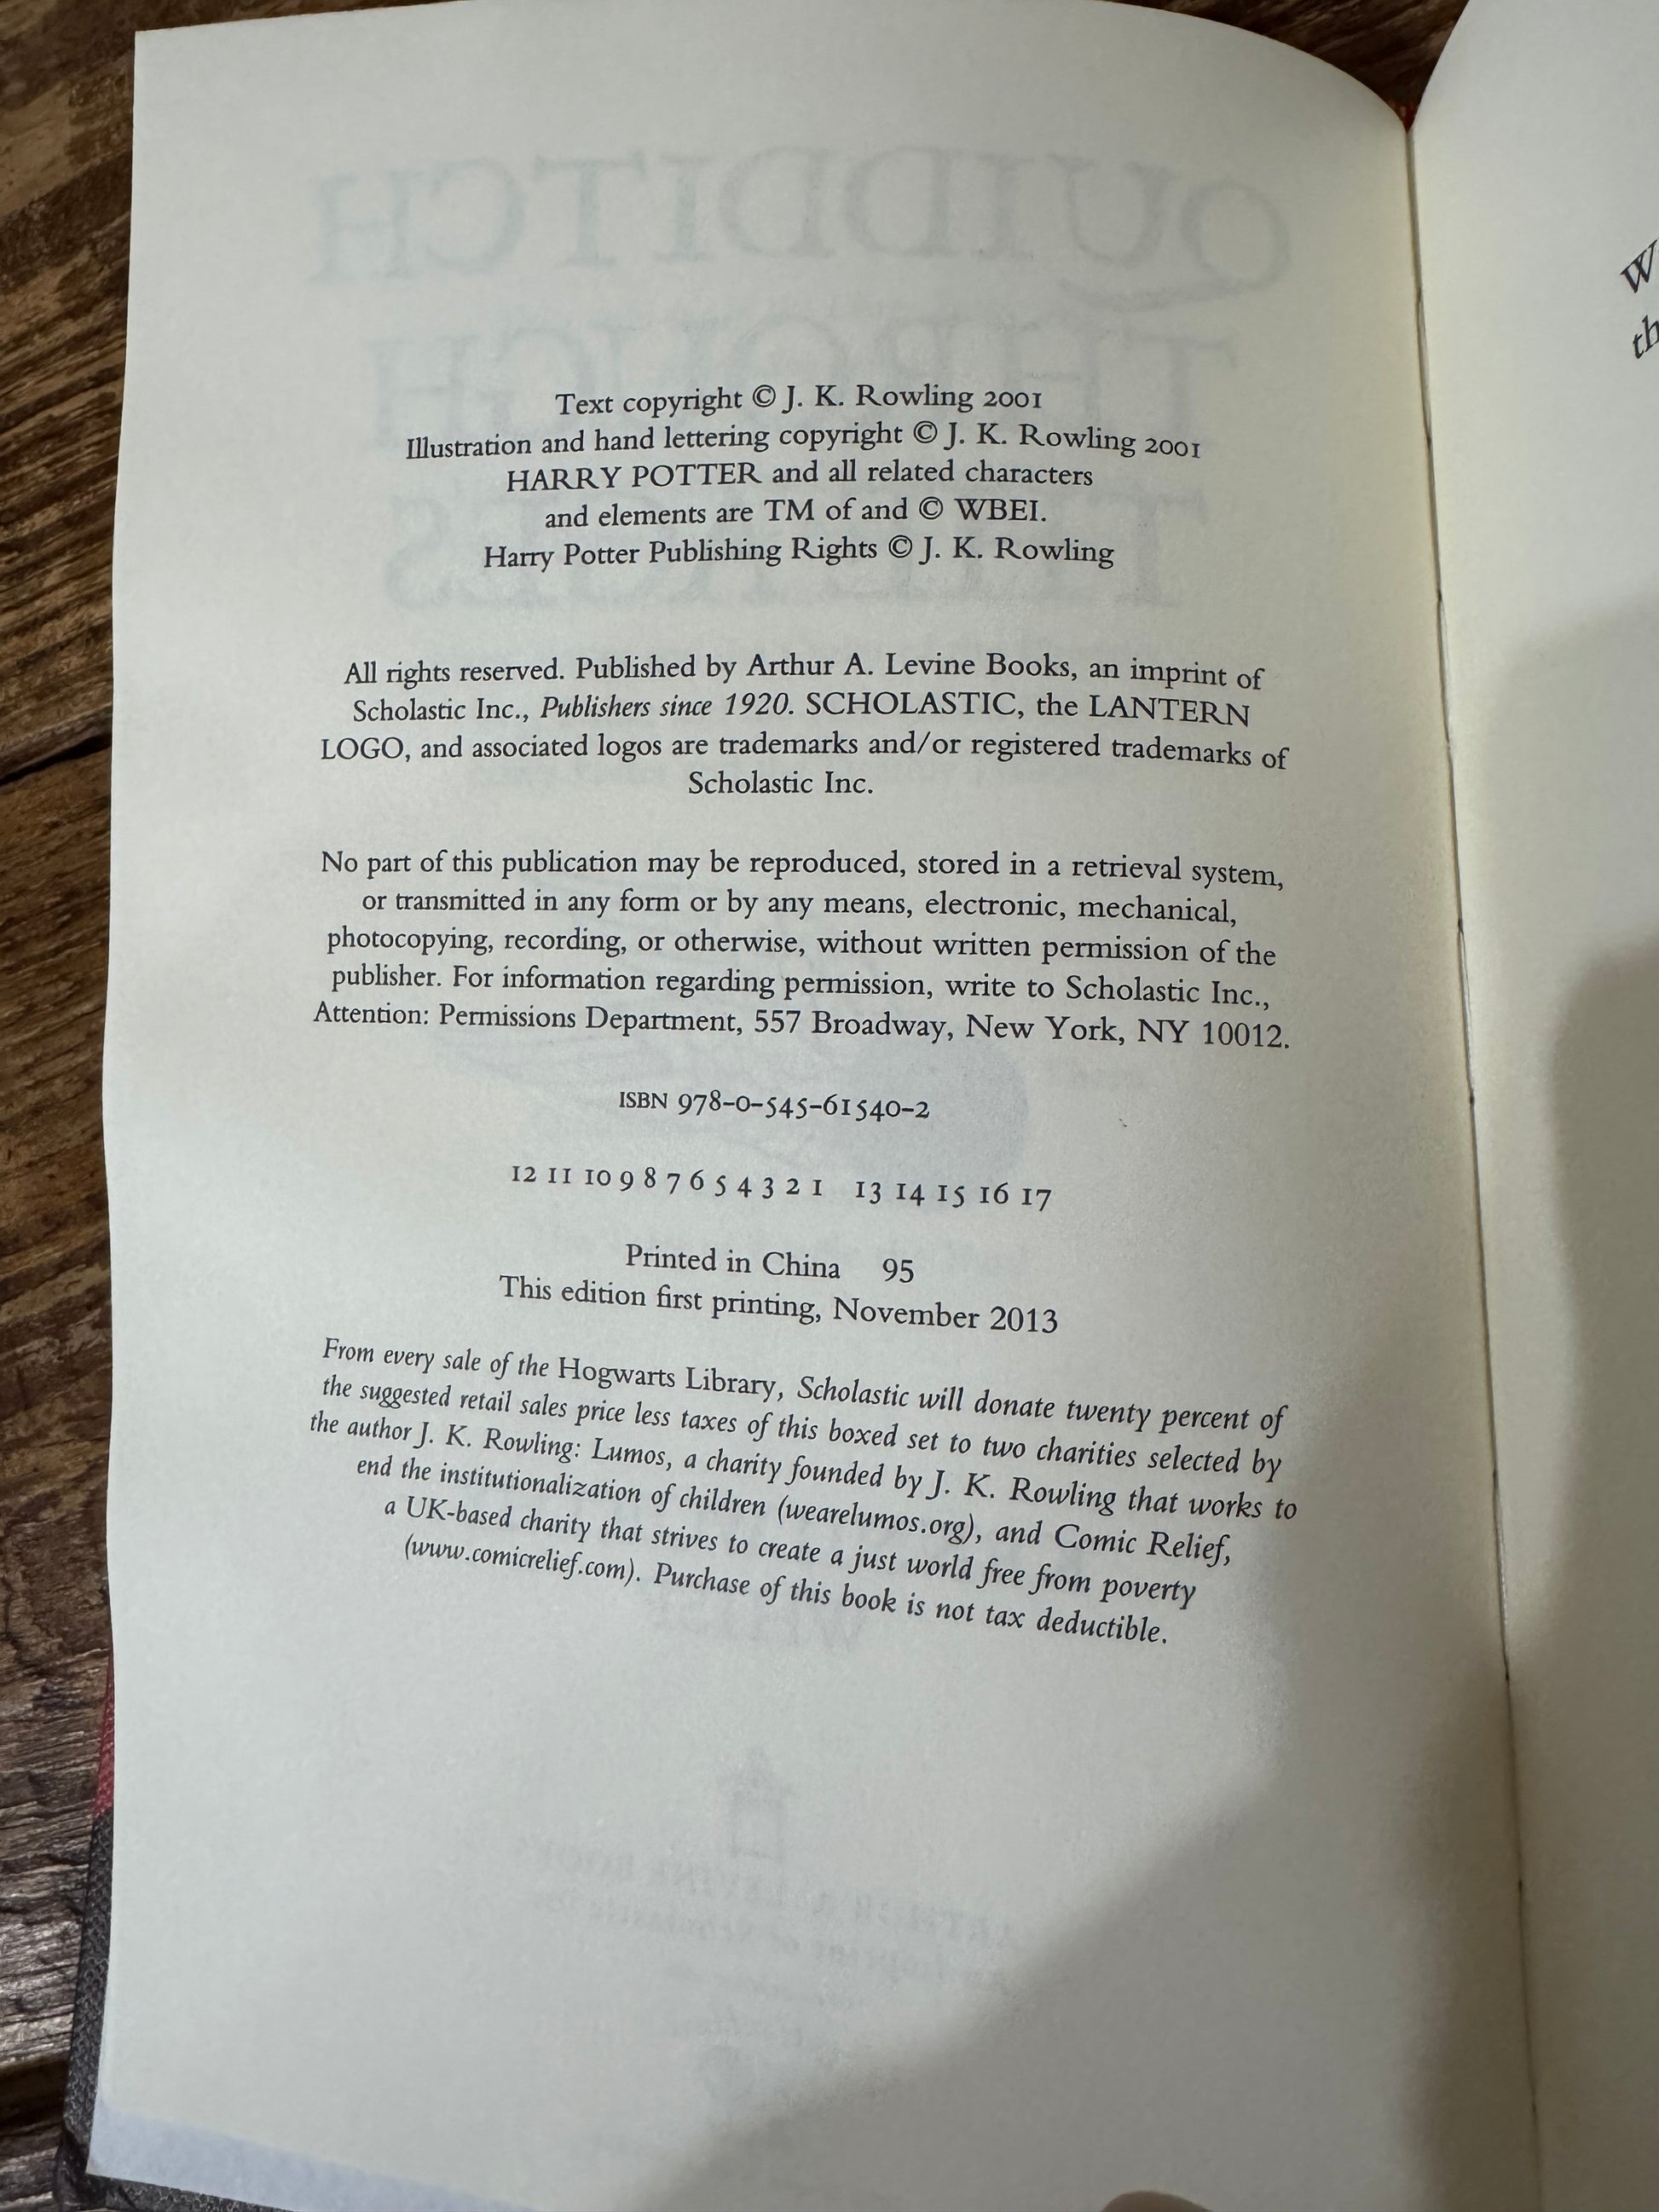 Text copyright © J. K. Rowling 2001
Illustration and hand lettering copyright © J. K. Rowling 2001
HARRY POTTER and all related characters
and elements are TM of and © WBEI.
Harry Potter Publishing Rights © J. K. Rowling
All rights reserved. Published by Arthur A. Levine Books, an imprint of
Scholastic Inc., Publishers since 1920. SCHOLASTIC, the LANTERN
LOGO, and associated logos are trademarks and/or registered trademarks of
Scholastic Inc.
No part of this publication may be reproduced, stored in a retrieval system,
or transmitted in any form or by any means, electronic, mechanical,
photocopying, recording, or otherwise, without written permission of the
publisher. For information regarding permission, write to Scholastic Inc.,
Attention: Permissions Department, 557 Broadway, New York, NY 10012.
ISBN 978-0-545-61540-2
12 11 10 9 8 7 6 5 4 3 2 1 13 14 15 16 17
Printed in China 95
This edition first printing, November 2013
From every sale of the Hogwarts Library, Scholastic will donate twenty percent of
the suggested retail sales price less taxes of this boxed set to two charities selected by
the author J. K. Rowling: Lumos, a charity founded by J. K. Rowling that works to
end the institutionalization of children (wearelumos.org), and Comic Relief,
a UK-based charity that strives to create a just world free from poverty
(www.comicrelief.com). Purchase of this book is not tax deductible.